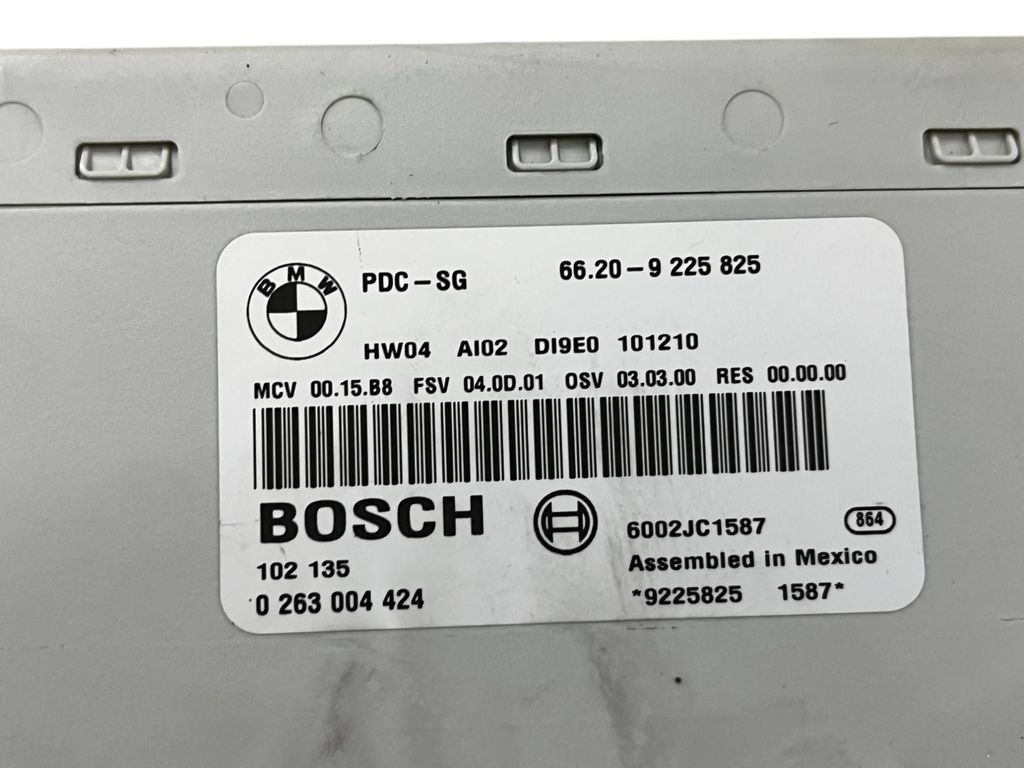 BMW
PDC-SG 66.20-9 225 825
HW04 AI02 DI9E0 101210
MCV 00.15.B8 FSV 04.0D.01 OSV 03.03.00 RES 00.00.00
BOSCH
6002JC1587 864
102 135 Assembled in Mexico
0 263 004 424 *9225825 1587*